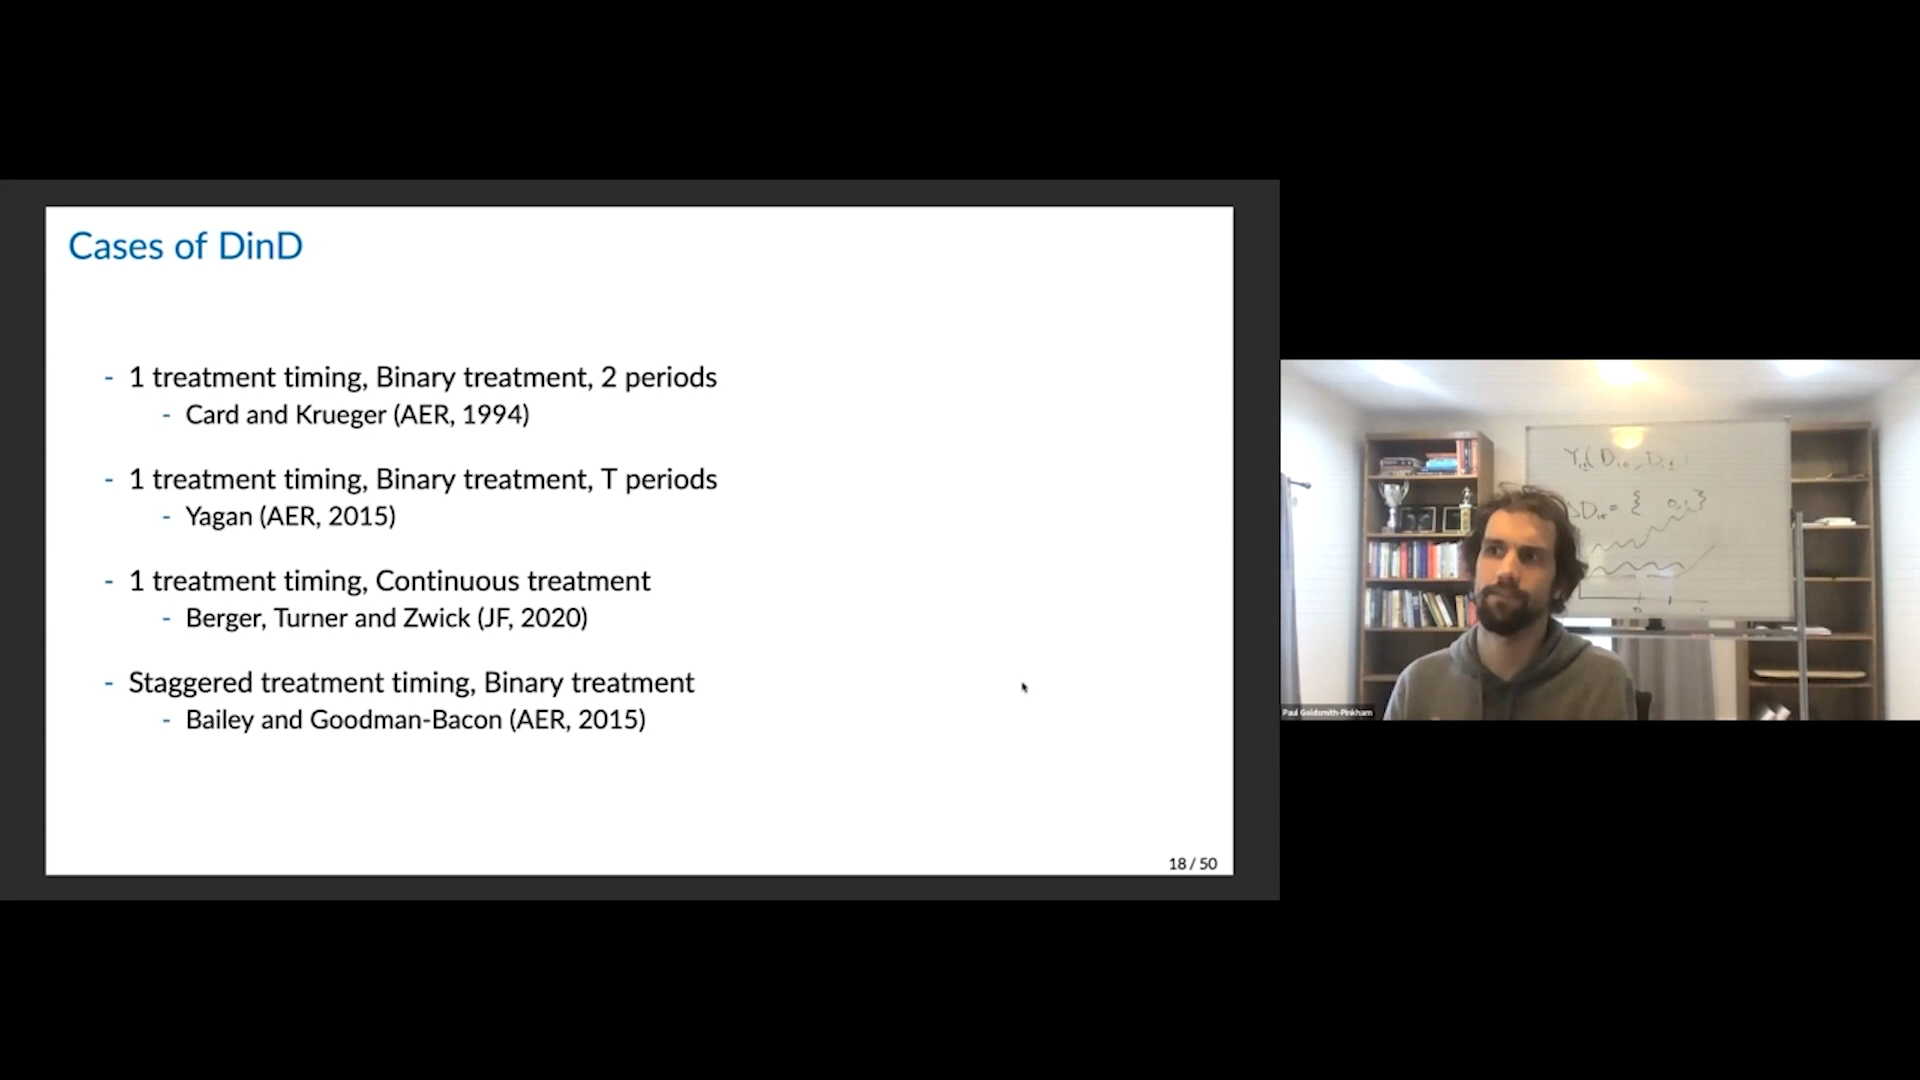 Cases of DinD
- 1 treatment timing, Binary treatment, 2 periods
- Card and Krueger (AER, 1994)
- 1 treatment timing, Binary treatment, T periods
- Yagan (AER, 2015)
- 1 treatment timing, Continuous treatment
- Berger, Turner and Zwick (JF, 2020)
- Staggered treatment timing, Binary treatment
- Bailey and Goodman-Bacon (AER, 2015)
18 / 50
Paul Goldsmith-Pinkham